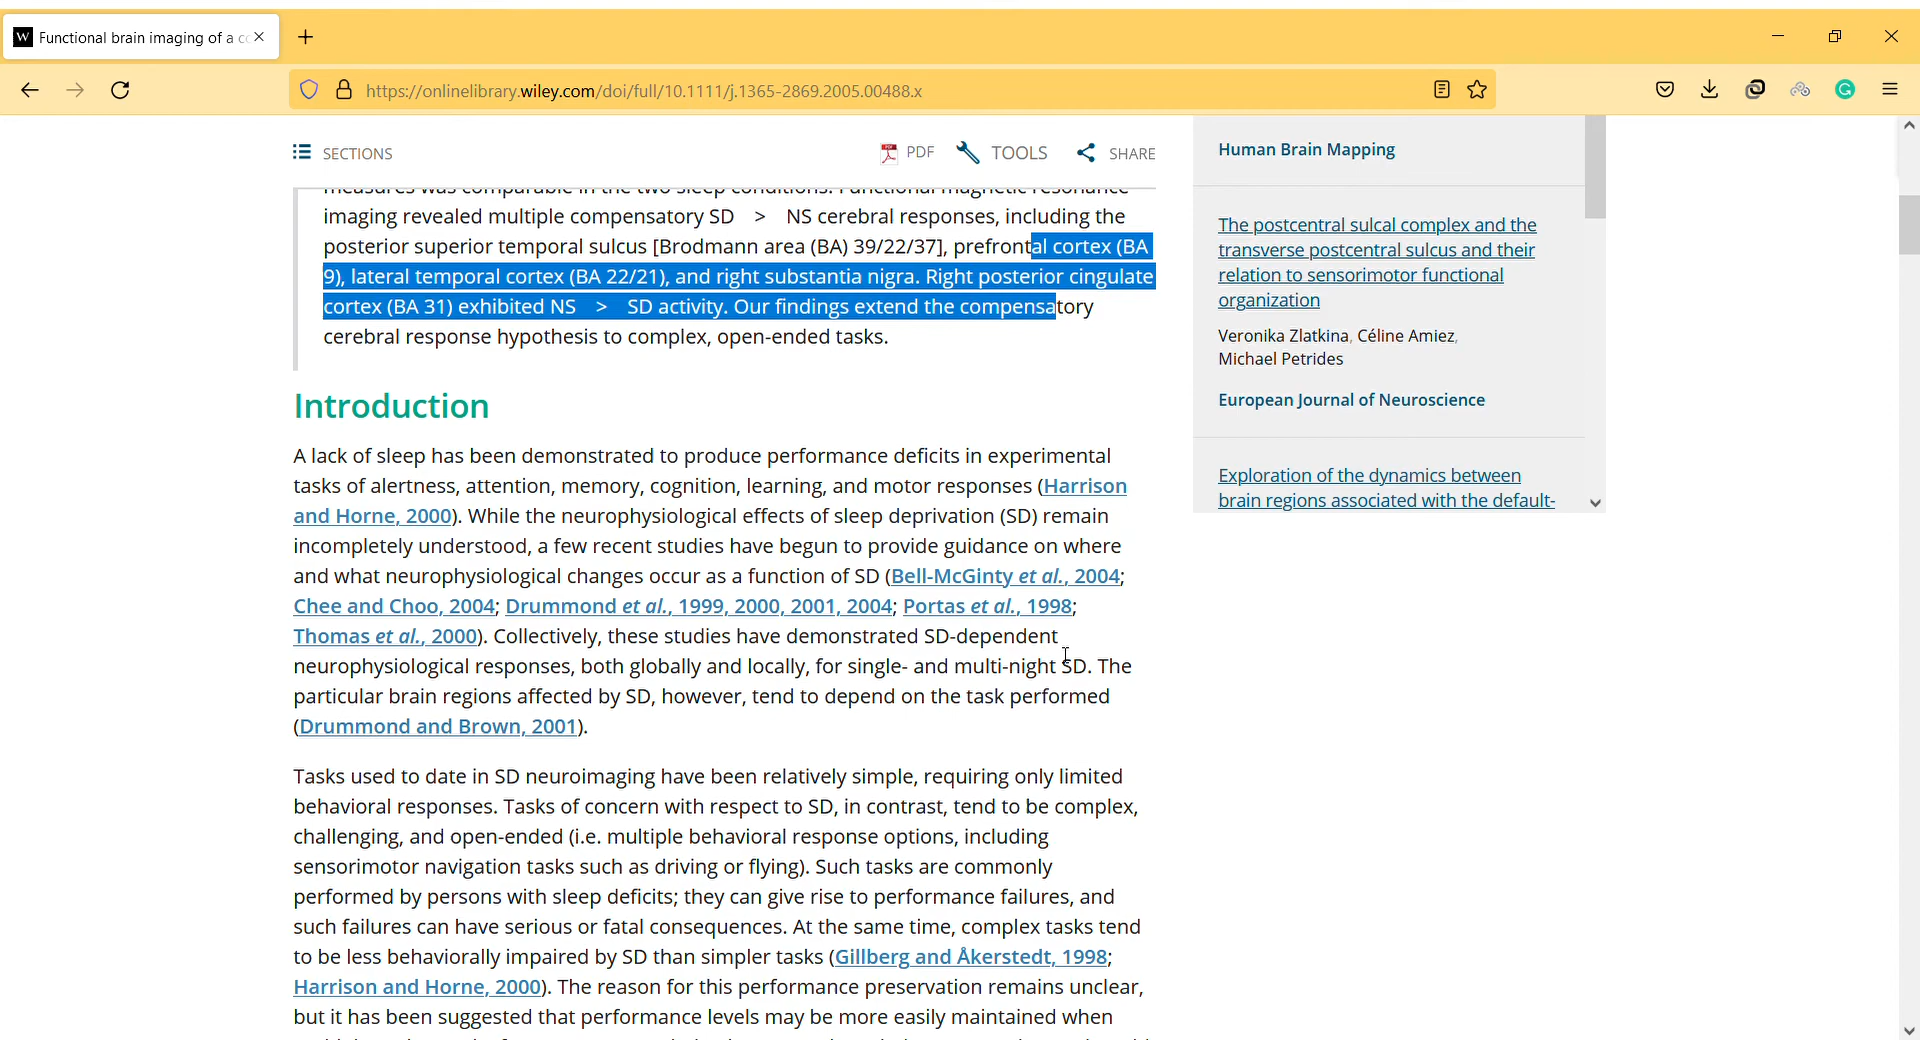 Functional brain imaging of a c
https://onlinelibrary.wiley.com/doi/full/10.1111/j.1365-2869.2005.00488.x
SECTIONS
PDF
TOOLS
SHARE
measures was comparable in the two sleep conditions. Functional magnetic resonance
imaging revealed multiple compensatory SD > NS cerebral responses, including the
posterior superior temporal sulcus [Brodmann area (BA) 39/22/37], prefrontal cortex (BA
9), lateral temporal cortex (BA 22/21), and right substantia nigra. Right posterior cingulate
cortex (BA 31) exhibited NS > SD activity. Our findings extend the compensatory
cerebral response hypothesis to complex, open-ended tasks.
Introduction
A lack of sleep has been demonstrated to produce performance deficits in experimental
tasks of alertness, attention, memory, cognition, learning, and motor responses (Harrison
and Horne, 2000). While the neurophysiological effects of sleep deprivation (SD) remain
incompletely understood, a few recent studies have begun to provide guidance on where
and what neurophysiological changes occur as a function of SD (Bell-McGinty et al., 2004;
Chee and Choo, 2004; Drummond et al., 1999, 2000, 2001, 2004; Portas et al., 1998;
Thomas et al., 2000). Collectively, these studies have demonstrated SD-dependent
neurophysiological responses, both globally and locally, for single- and multi-night SD. The
particular brain regions affected by SD, however, tend to depend on the task performed
(Drummond and Brown, 2001).
Tasks used to date in SD neuroimaging have been relatively simple, requiring only limited
behavioral responses. Tasks of concern with respect to SD, in contrast, tend to be complex,
challenging, and open-ended (i.e. multiple behavioral response options, including
sensorimotor navigation tasks such as driving or flying). Such tasks are commonly
performed by persons with sleep deficits; they can give rise to performance failures, and
such failures can have serious or fatal consequences. At the same time, complex tasks tend
to be less behaviorally impaired by SD than simpler tasks (Gillberg and Åkerstedt, 1998;
Harrison and Horne, 2000). The reason for this performance preservation remains unclear,
but it has been suggested that performance levels may be more easily maintained when
Human Brain Mapping
The postcentral sulcal complex and the
transverse postcentral sulcus and their
relation to sensorimotor functional
organization
Veronika Zlatkina, Céline Amiez,
Michael Petrides
European Journal of Neuroscience
Exploration of the dynamics between
brain regions associated with the default-